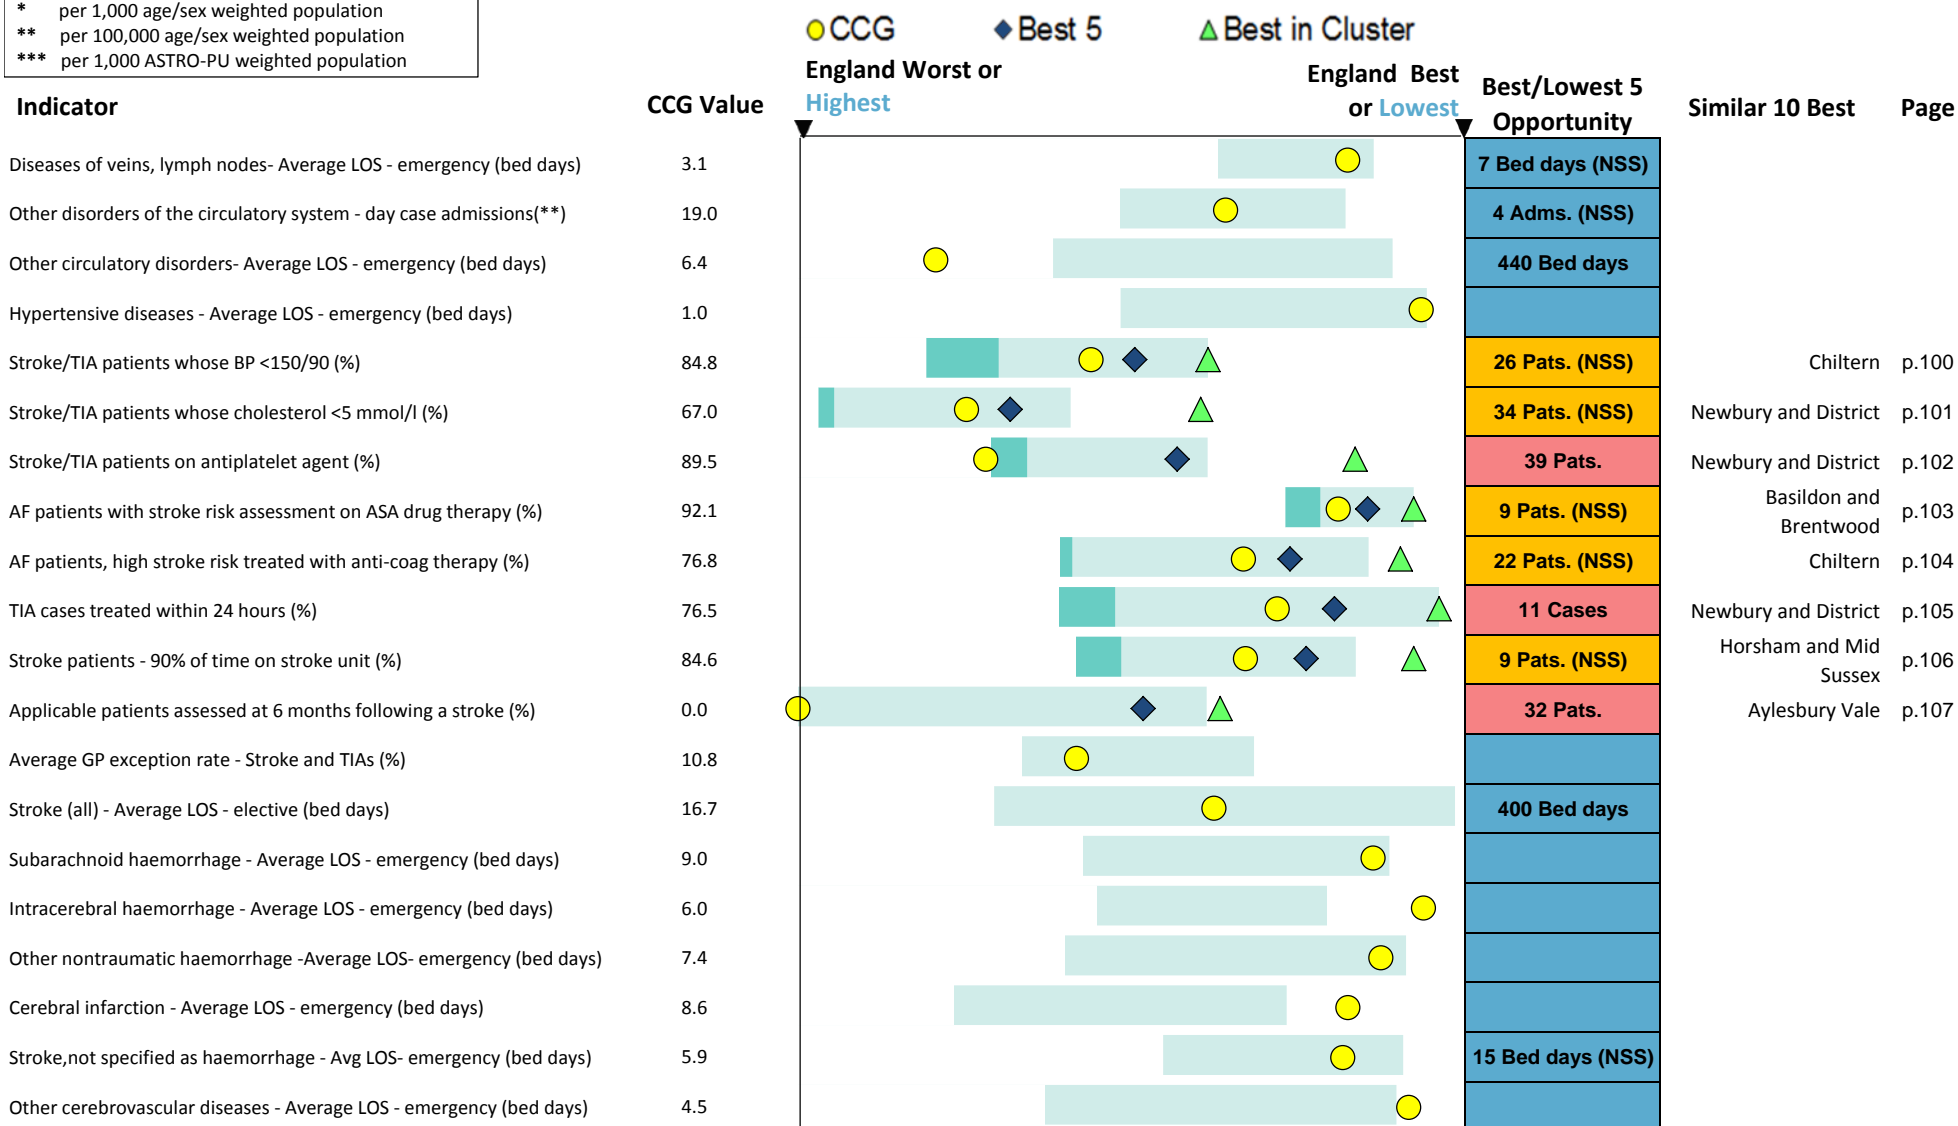 * per 1,000 age/sex weighted population
** per 100,000 age/sex weighted population
*** per 1,000 ASTRO-PU weighted population
CCG Best 5 Best in Cluster
Indicator CCG Value England Worst or Highest England Best or Lowest Best/Lowest 5 Opportunity Similar 10 Best Page
Diseases of veins, lymph nodes- Average LOS - emergency (bed days) 3.1 7 Bed days (NSS)
Other disorders of the circulatory system - day case admissions(**) 19.0 4 Adms. (NSS)
Other circulatory disorders- Average LOS - emergency (bed days) 6.4 440 Bed days
Hypertensive diseases - Average LOS - emergency (bed days) 1.0
Stroke/TIA patients whose BP <150/90 (%) 84.8 26 Pats. (NSS) Chiltern p.100
Stroke/TIA patients whose cholesterol <5 mmol/l (%) 67.0 34 Pats. (NSS) Newbury and District p.101
Stroke/TIA patients on antiplatelet agent (%) 89.5 39 Pats. Newbury and District p.102
AF patients with stroke risk assessment on ASA drug therapy (%) 92.1 9 Pats. (NSS) Basildon and Brentwood p.103
AF patients, high stroke risk treated with anti-coag therapy (%) 76.8 22 Pats. (NSS) Chiltern p.104
TIA cases treated within 24 hours (%) 76.5 11 Cases Newbury and District p.105
Stroke patients - 90% of time on stroke unit (%) 84.6 9 Pats. (NSS) Horsham and Mid Sussex p.106
Applicable patients assessed at 6 months following a stroke (%) 0.0 32 Pats. Aylesbury Vale p.107
Average GP exception rate - Stroke and TIAs (%) 10.8
Stroke (all) - Average LOS - elective (bed days) 16.7 400 Bed days
Subarachnoid haemorrhage - Average LOS - emergency (bed days) 9.0
Intracerebral haemorrhage - Average LOS - emergency (bed days) 6.0
Other nontraumatic haemorrhage -Average LOS- emergency (bed days) 7.4
Cerebral infarction - Average LOS - emergency (bed days) 8.6
Stroke,not specified as haemorrhage - Avg LOS- emergency (bed days) 5.9 15 Bed days (NSS)
Other cerebrovascular diseases - Average LOS - emergency (bed days) 4.5